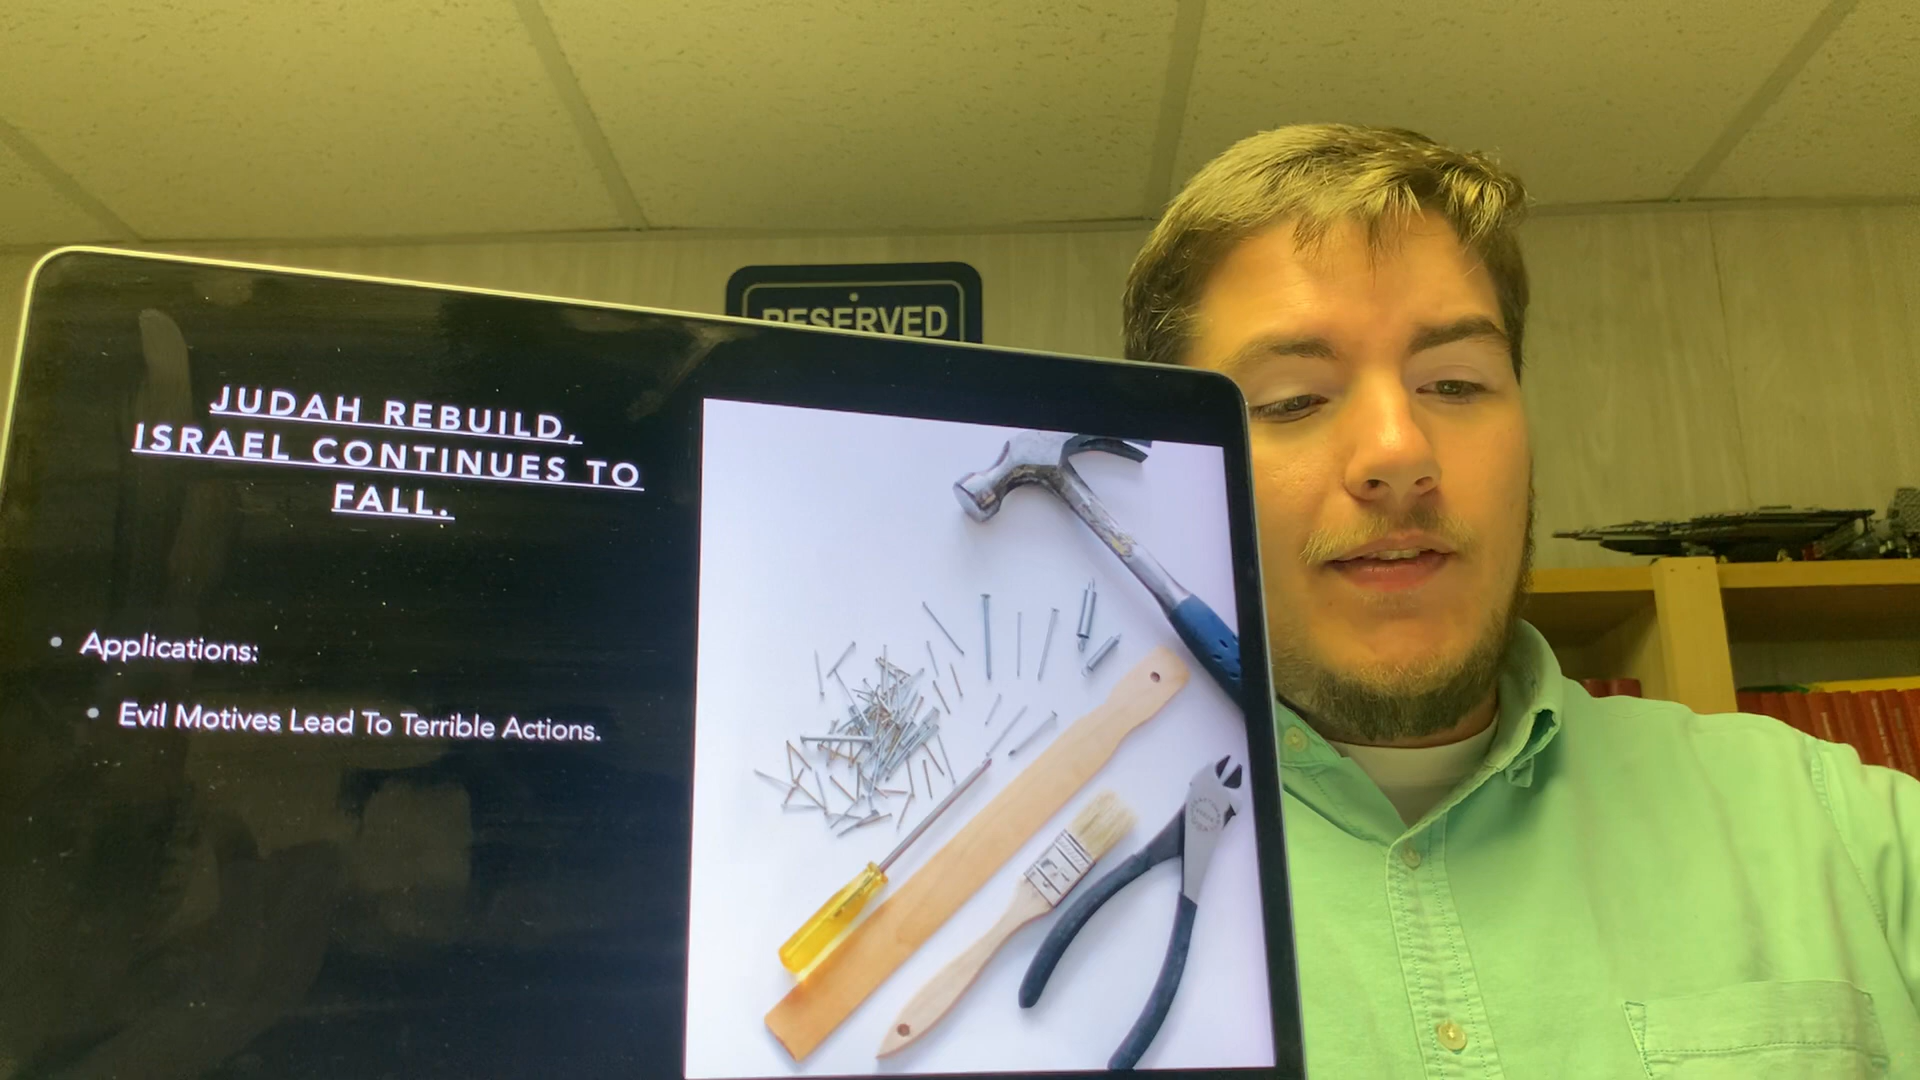 RESERVED
JUDAH REBUILD,
ISRAEL CONTINUES TO
FALL.
• Applications:
• Evil Motives Lead To Terrible Actions.